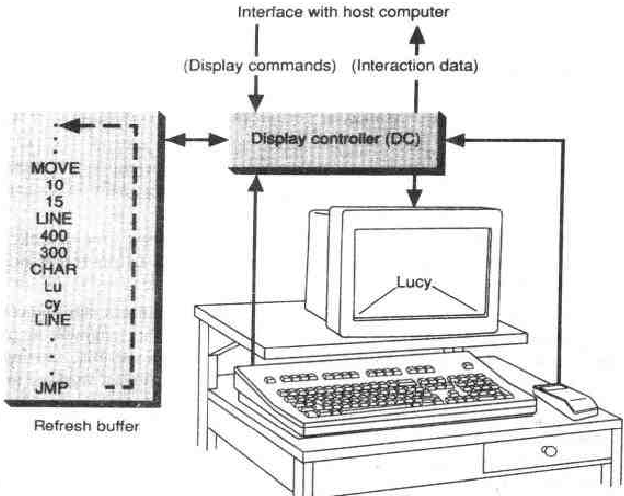 Interface with host computer
(Display commands) (Interaction data)
Display controller (DC)
MOVE
10
15
LINE
400
300
CHAR
Lu
cy
LINE
JMP
Refresh buffer
Lucy